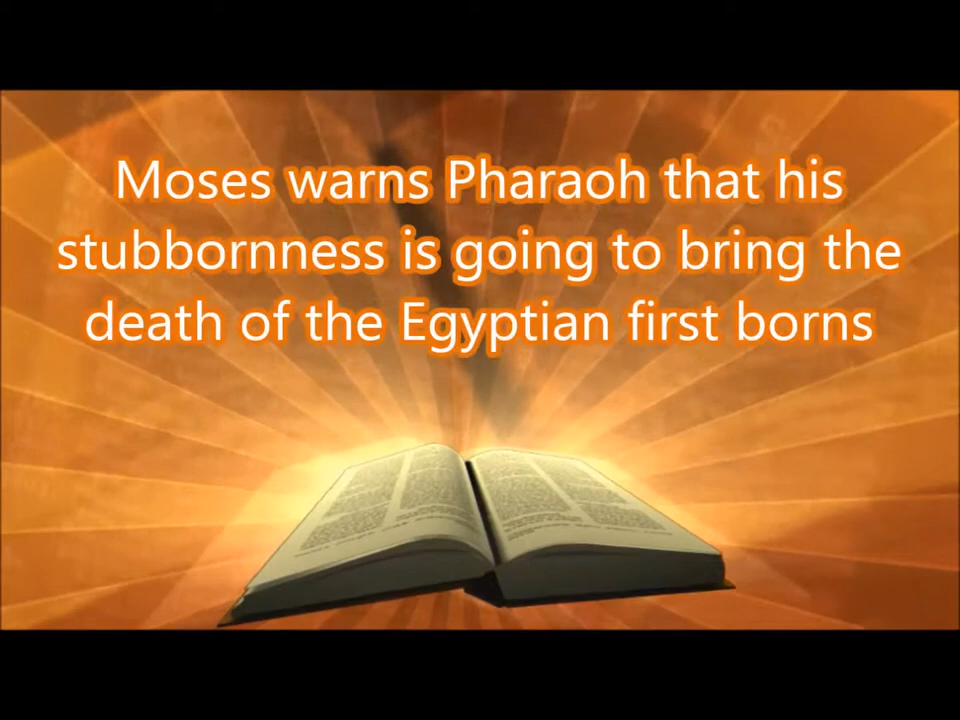 Moses warns Pharaoh that his
stubbornness is going to bring the
death of the Egyptian first borns